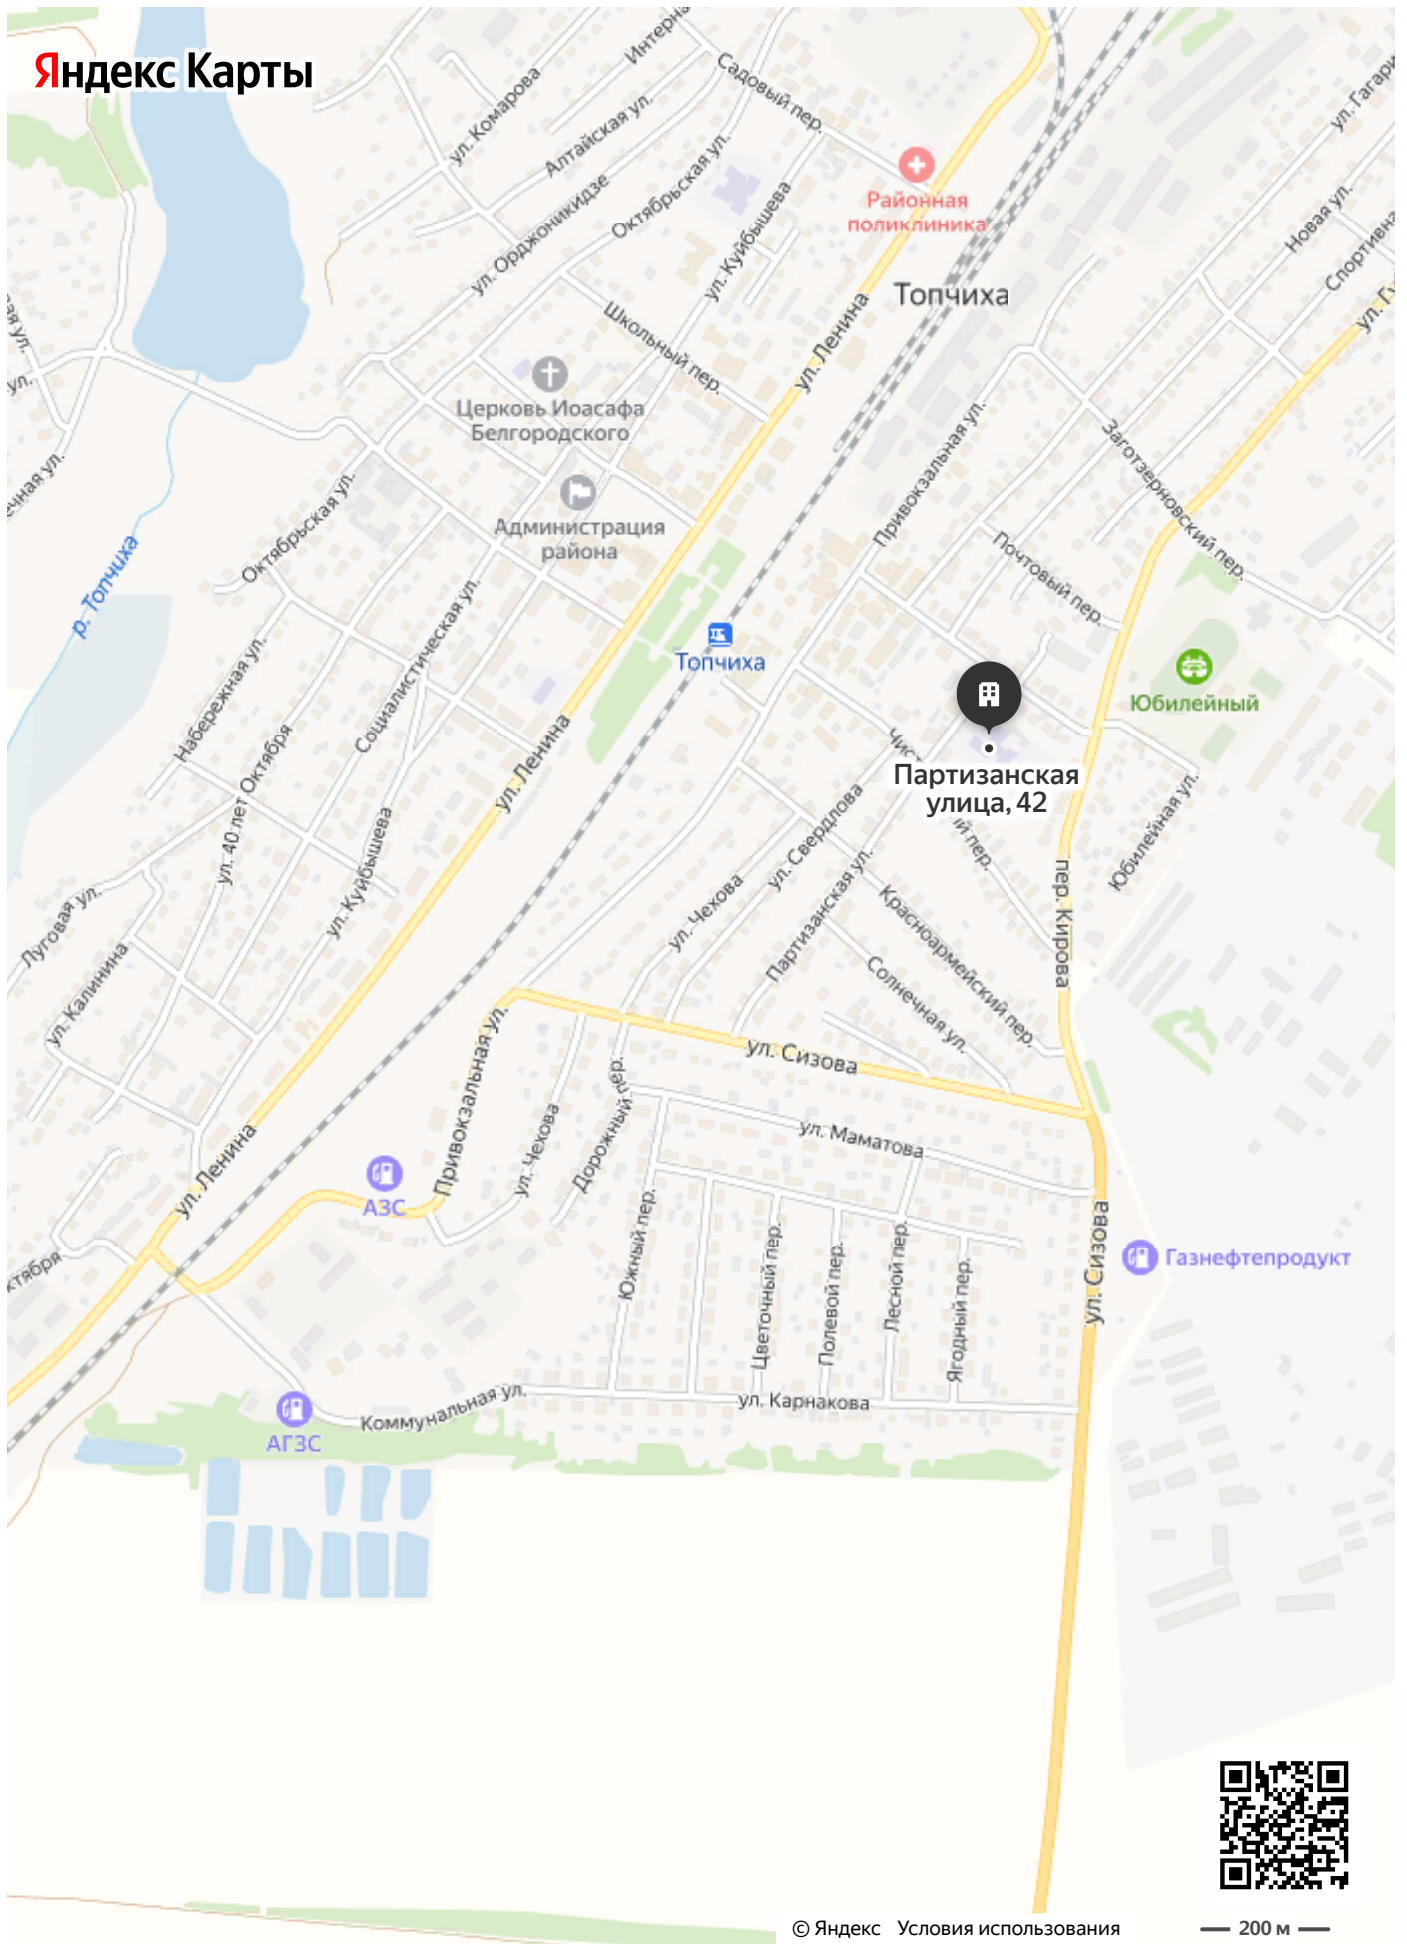 Яндекс Карты
Садовый пер.
ул. Комарова
Алтайская ул.
ул. Орджоникидзе
Октябрьская ул.
ул. Куйбышева
Районная
поликлиника
Новая ул.
Топчиха
Школьный пер.
ул. Ленина
Церковь Иоасафа
Белгородского
Привокзальная ул.
Заготзерновский пер.
Администрация
района
Октябрьская ул.
р. Топчиха
Почтовый пер.
Топчиха
Юбилейный
Набережная ул.
Социалистическая ул.
ул. 40 лет Октября
ул. Ленина
Партизанская
улица, 42
ул. Куйбышева
ул. Свердлова
Юбилейная ул.
Луговая ул.
ул. Чехова
Партизанская ул.
Красноармейский пер.
пер. Кирова
ул. Калинина
Солнечная ул.
Привокзальная ул.
ул. Сизова
ул. Чехова
Дорожный пер.
ул. Маматова
ул. Ленина
АЗС
Южный пер.
Цветочный пер.
Полевой пер.
Лесной пер.
Ягодный пер.
ул. Сизова
Газнефтепродукт
Коммунальная ул.
ул. Карнакова
АГЗС
© Яндекс Условия использования
200 м